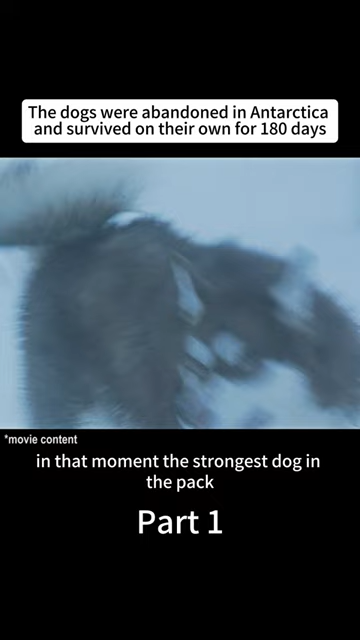 The dogs were abandoned in Antarctica
and survived on their own for 180 days
*movie content
in that moment the strongest dog in
the pack
Part 1